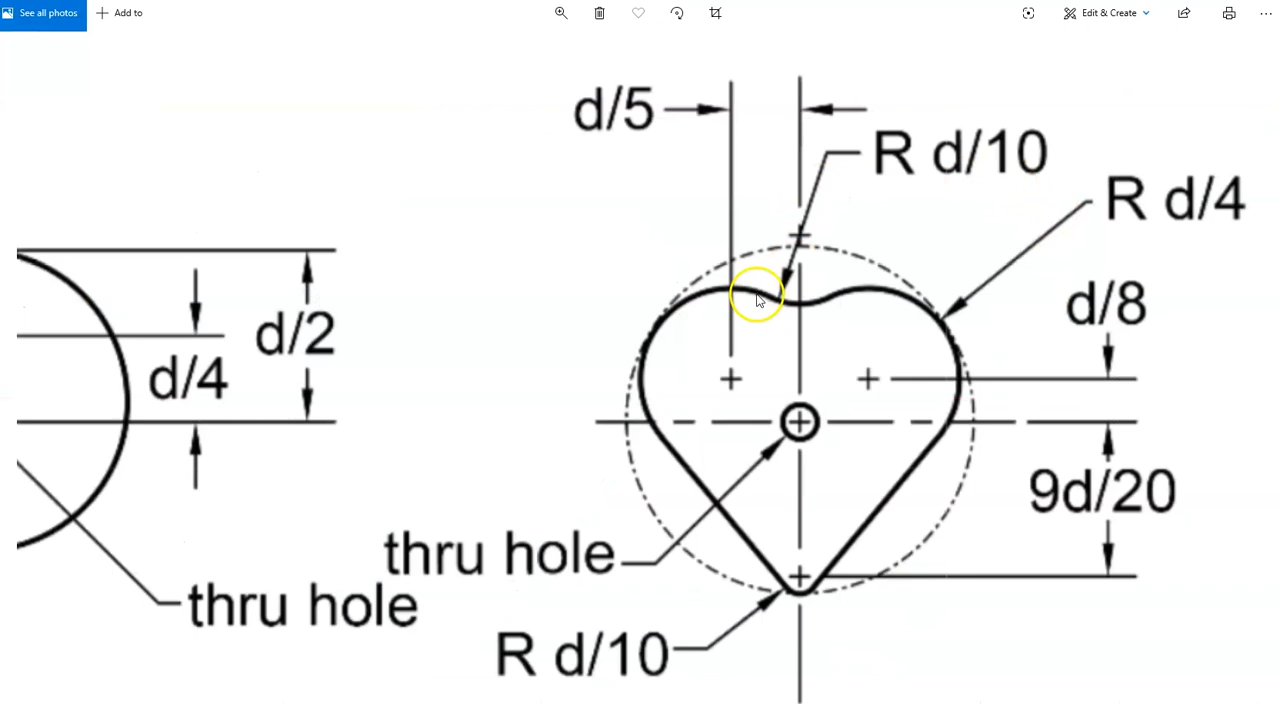 See all photos
Add to
Edit & Create
d/5
R d/10
R d/4
d/8
d/2
d/4
9d/20
thru hole
thru hole
R d/10